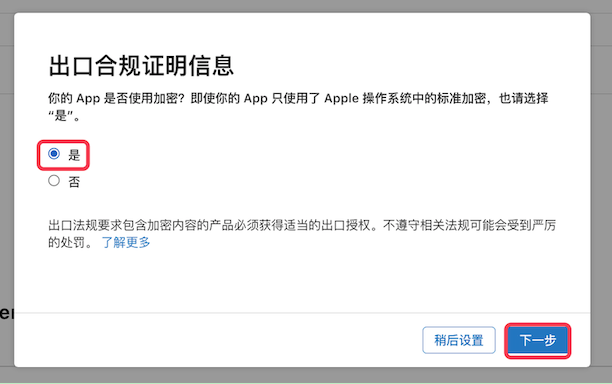 出口合规证明信息
你的 App 是否使用加密？即使你的 App 只使用了 Apple 操作系统中的标准加密，也请选择
“是”。
是
否
出口法规要求包含加密内容的产品必须获得适当的出口授权。不遵守相关法规可能会受到严厉
的处罚。 了解更多
er
稍后设置 下一步